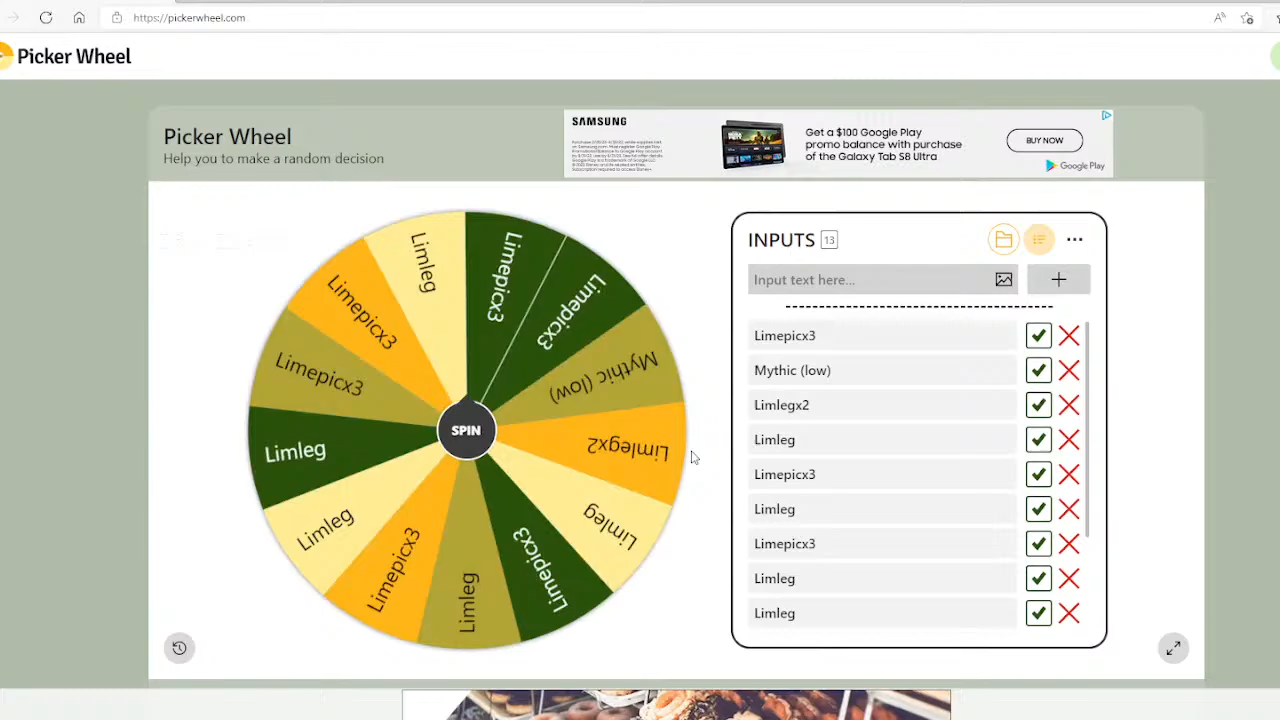 https://pickerwheel.com
Picker Wheel
Picker Wheel
Help you to make a random decision.
SAMSUNG
Get a $100 Google Play
promo balance with purchase
of the Galaxy Tab S8 Ultra
BUY NOW
Google Play
Limepicx3
Limepicx3
Mythic (low)
Limlegx2
Limleg
Limepicx3
Limleg
Limepicx3
Limleg
Limleg
Limepicx3
Limepicx3
Limleg
SPIN
INPUTS 13
Input text here...
Limepicx3
Mythic (low)
Limlegx2
Limleg
Limepicx3
Limleg
Limepicx3
Limleg
Limleg